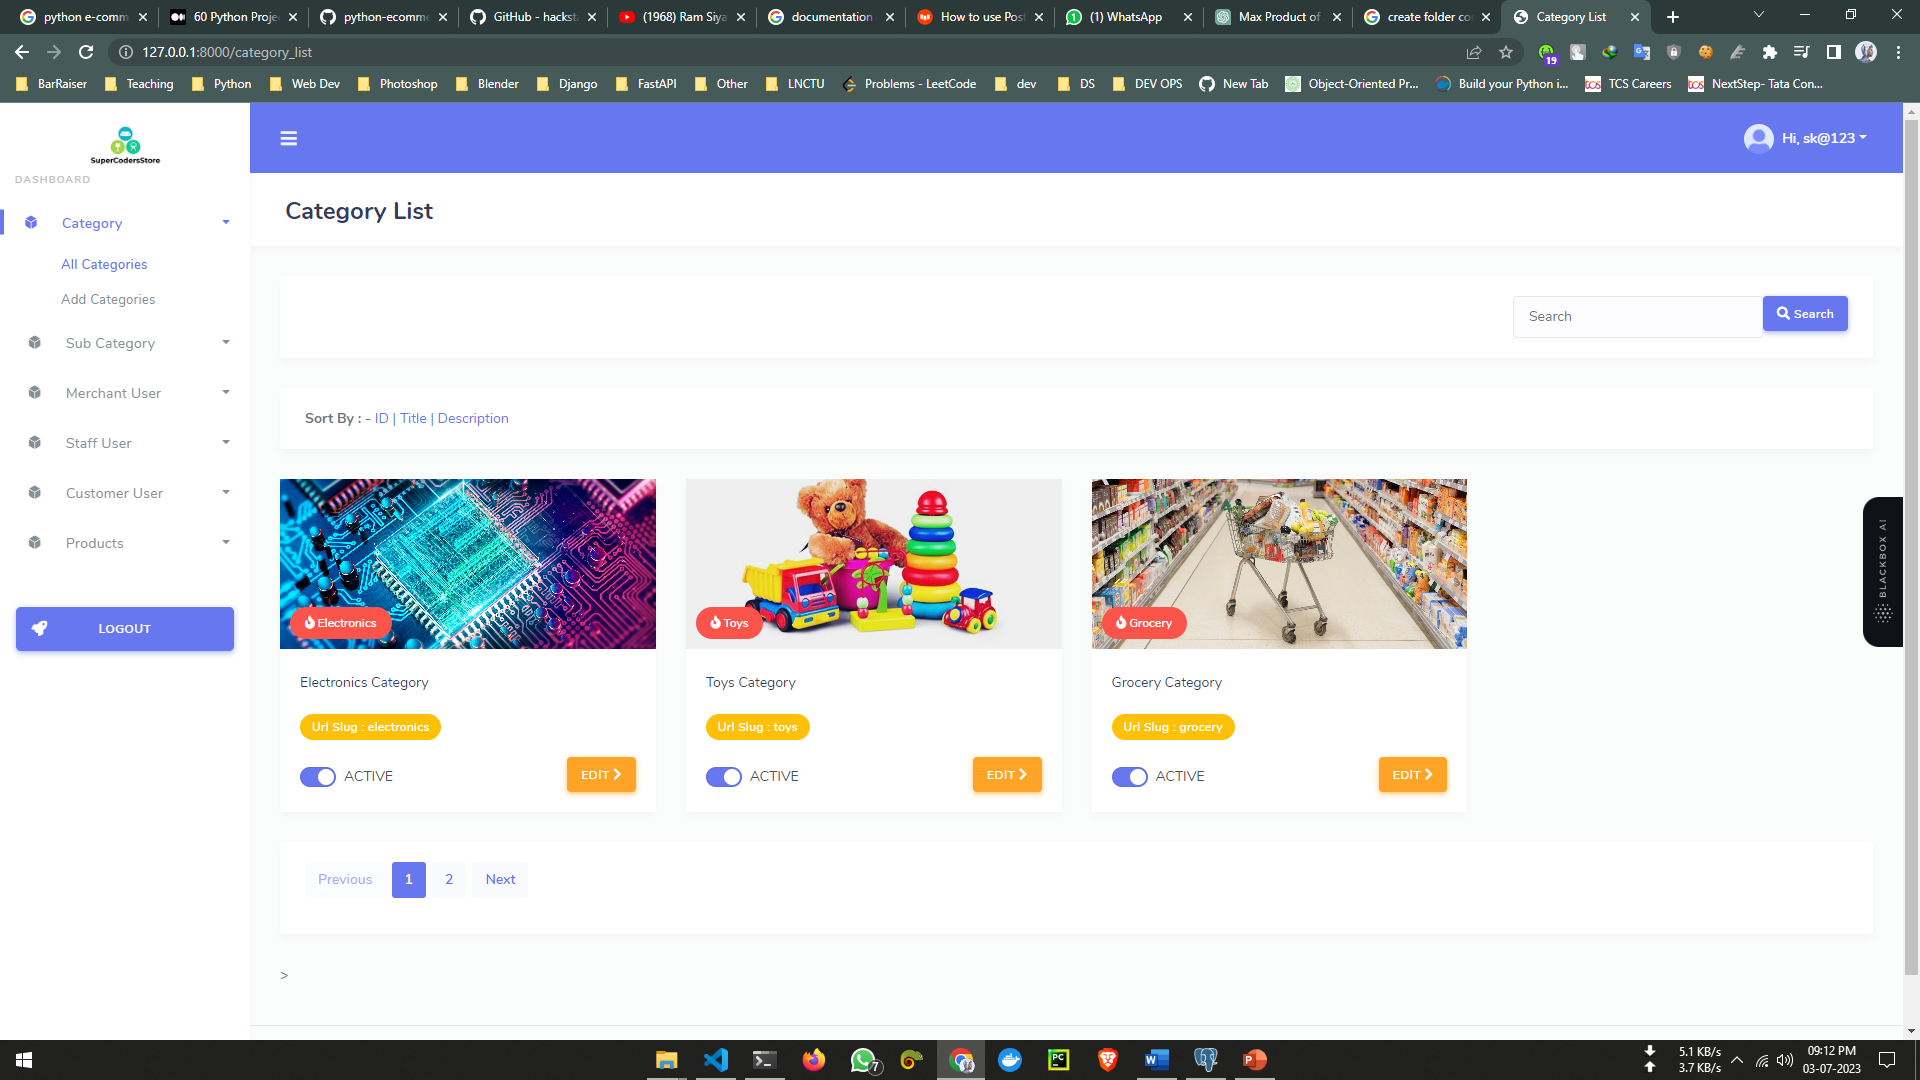 python e-comm
60 Python Proje
python-ecomme
GitHub - hacksta
(1968) Ram Siya
documentation
How to use Post
(1) WhatsApp
Max Product of
create folder co
Category List
127.0.0.1:8000/category_list
19
BarRaiser
Teaching
Python
Web Dev
Photoshop
Blender
Django
FastAPI
Other
LNCTU
Problems - LeetCode
dev
DS
DEV OPS
New Tab
Object-Oriented Pr...
Build your Python i...
TCS Careers
NextStep- Tata Con...
SuperCodersStore
DASHBOARD
Category
All Categories
Add Categories
Sub Category
Merchant User
Staff User
Customer User
Products
LOGOUT
Hi, sk@123
Category List
Search
Search
Sort By : - ID | Title | Description
Electronics
Electronics Category
Url Slug : electronics
ACTIVE
EDIT
Toys
Toys Category
Url Slug : toys
ACTIVE
EDIT
Grocery
Grocery Category
Url Slug : grocery
ACTIVE
EDIT
Previous
1
2
Next
>
BLACKBOX AI
7
5.1 KB/s
3.7 KB/s
09:12 PM
03-07-2023